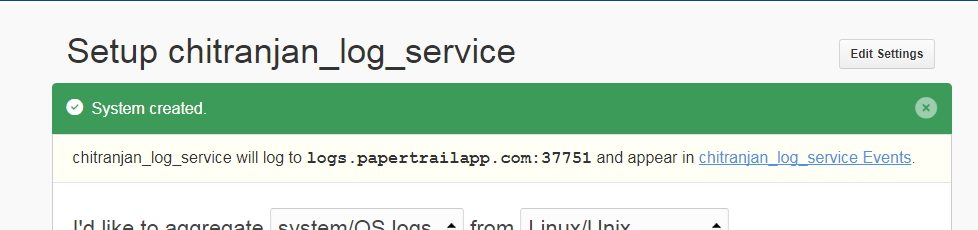 Setup chitranjan_log_service
Edit Settings
System created.
chitranjan_log_service will log to logs.papertrailapp.com:37751 and appear in chitranjan_log_service Events.
I'd like to aggregate system/OS logs from Linux/Unix